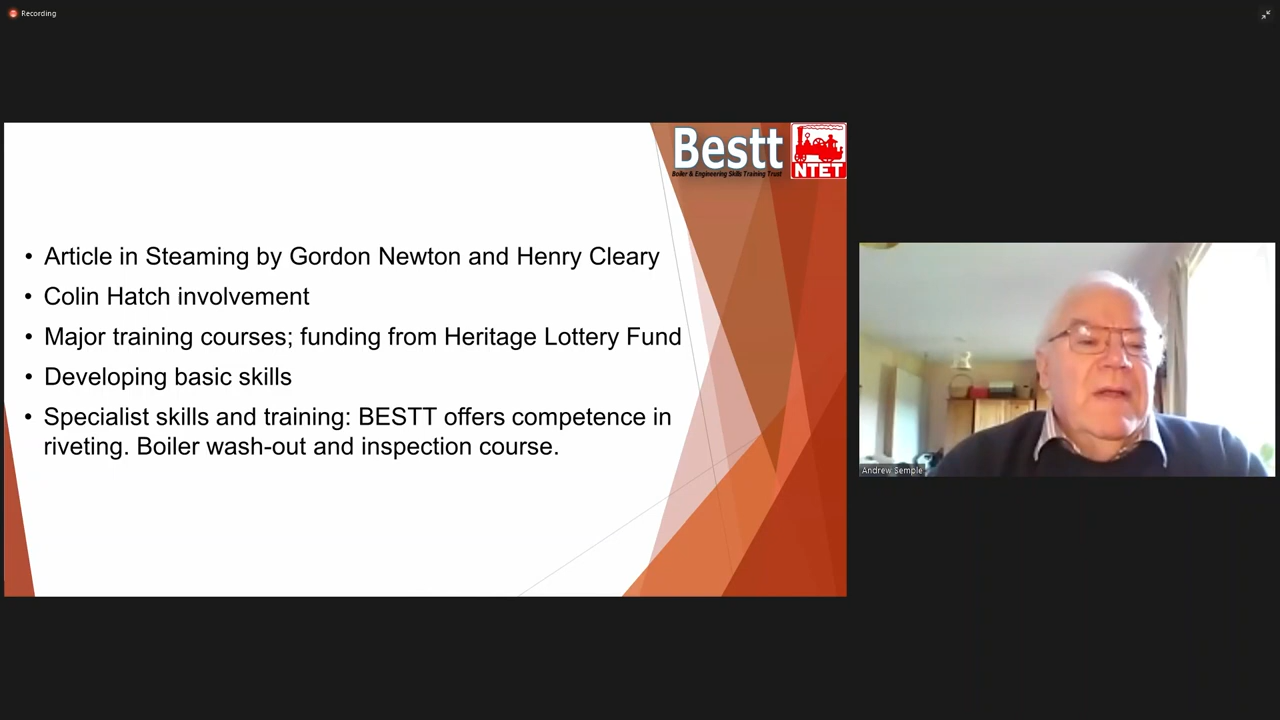 Recording
Bestt
Boiler & Engineering Skills Training Trust
NTET
• Article in Steaming by Gordon Newton and Henry Cleary
• Colin Hatch involvement
• Major training courses; funding from Heritage Lottery Fund
• Developing basic skills
• Specialist skills and training: BESTT offers competence in
riveting. Boiler wash-out and inspection course.
Andrew Semple